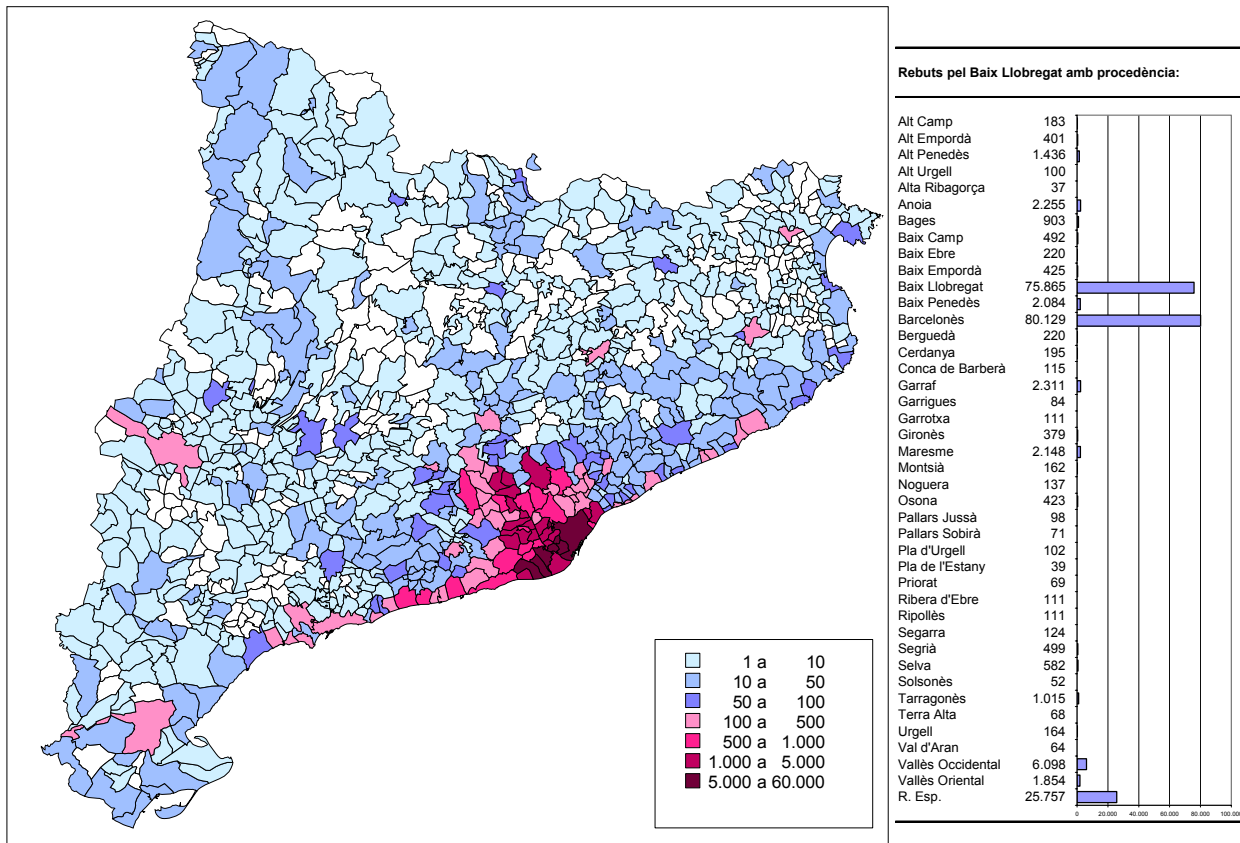 Rebuts pel Baix Llobregat amb procedència:
Alt Camp 183
Alt Empordà 401
Alt Penedès 1.436
Alt Urgell 100
Alta Ribagorça 37
Anoia 2.255
Bages 903
Baix Camp 492
Baix Ebre 220
Baix Empordà 425
Baix Llobregat 75.865
Baix Penedès 2.084
Barcelonès 80.129
Berguedà 220
Cerdanya 195
Conca de Barberà 115
Garraf 2.311
Garrigues 84
Garrotxa 111
Gironès 379
Maresme 2.148
Montsià 162
Noguera 137
Osona 423
Pallars Jussà 98
Pallars Sobirà 71
Pla d'Urgell 102
Pla de l'Estany 39
Priorat 69
Ribera d'Ebre 111
Ripollès 111
Segarra 124
Segrià 499
Selva 582
Solsonès 52
Tarragonès 1.015
Terra Alta 68
Urgell 164
Val d'Aran 64
Vallès Occidental 6.098
Vallès Oriental 1.854
R. Esp. 25.757
0 20.000 40.000 60.000 80.000 100.000
1 a 10
10 a 50
50 a 100
100 a 500
500 a 1.000
1.000 a 5.000
5.000 a 60.000